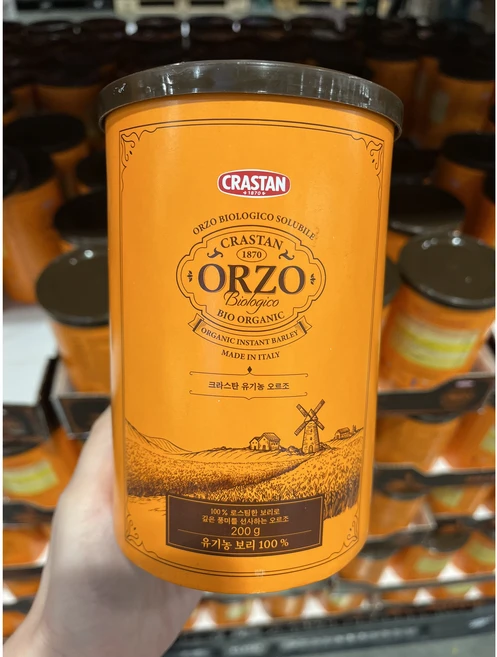 CRASTAN
1870
ORZO BIOLOGICO SOLUBILE
CRASTAN
1870
ORZO
Biologico
BIO ORGANIC
ORGANIC INSTANT BARLEY
MADE IN ITALY
크라스탄 유기농 오르조
100% 로스팅한 보리로
깊은 풍미를 선사하는 오르조
200 g
유기농 보리 100 %